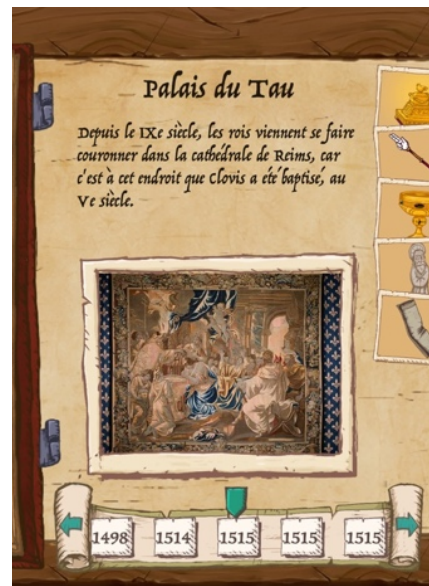 Palais du Tau
Depuis le IXe siècle, les rois viennent se faire
couronner dans la cathédrale de Reims, car
c'est à cet endroit que Clovis a été baptisé, au
Ve siècle.
1498 1514 1515 1515 1515